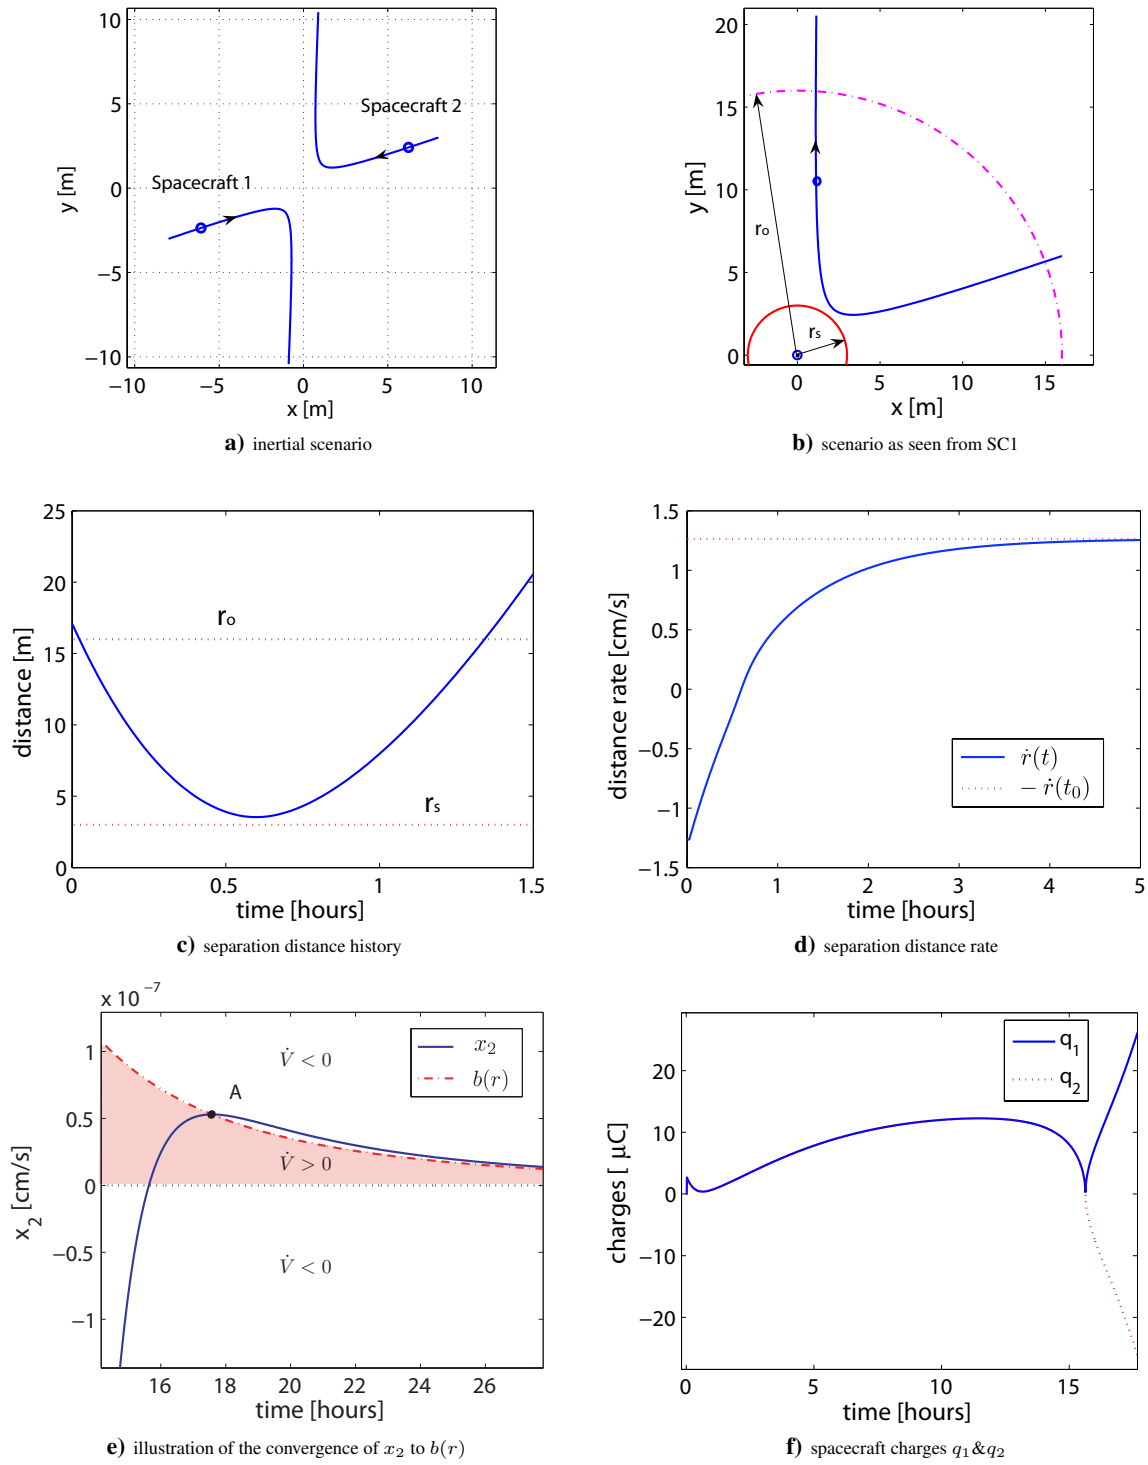 10
5
0
−5
−10
y [m]
Spacecraft 2
Spacecraft 1
−10 −5 0 5 10
x [m]
a) inertial scenario
20
15
10
5
0
y [m]
rₒ
rₛ
0 5 10 15
x [m]
b) scenario as seen from SC1
25
20
15
10
5
0
distance [m]
rₒ
rₛ
0 0.5 1 1.5
time [hours]
c) separation distance history
1.5
1
0.5
0
−0.5
−1
−1.5
distance rate [cm/s]
ṙ(t)
− ṙ(t₀)
0 1 2 3 4 5
time [hours]
d) separation distance rate
x 10⁻⁷
1
0.5
0
−0.5
−1
x₂ [cm/s]
x₂
b(r)
V̇ < 0
A
V̇ > 0
V̇ < 0
16 18 20 22 24 26
time [hours]
e) illustration of the convergence of x₂ to b(r)
20
10
0
−10
−20
charges [ μC]
q₁
q₂
0 5 10 15
time [hours]
f) spacecraft charges q₁&q₂